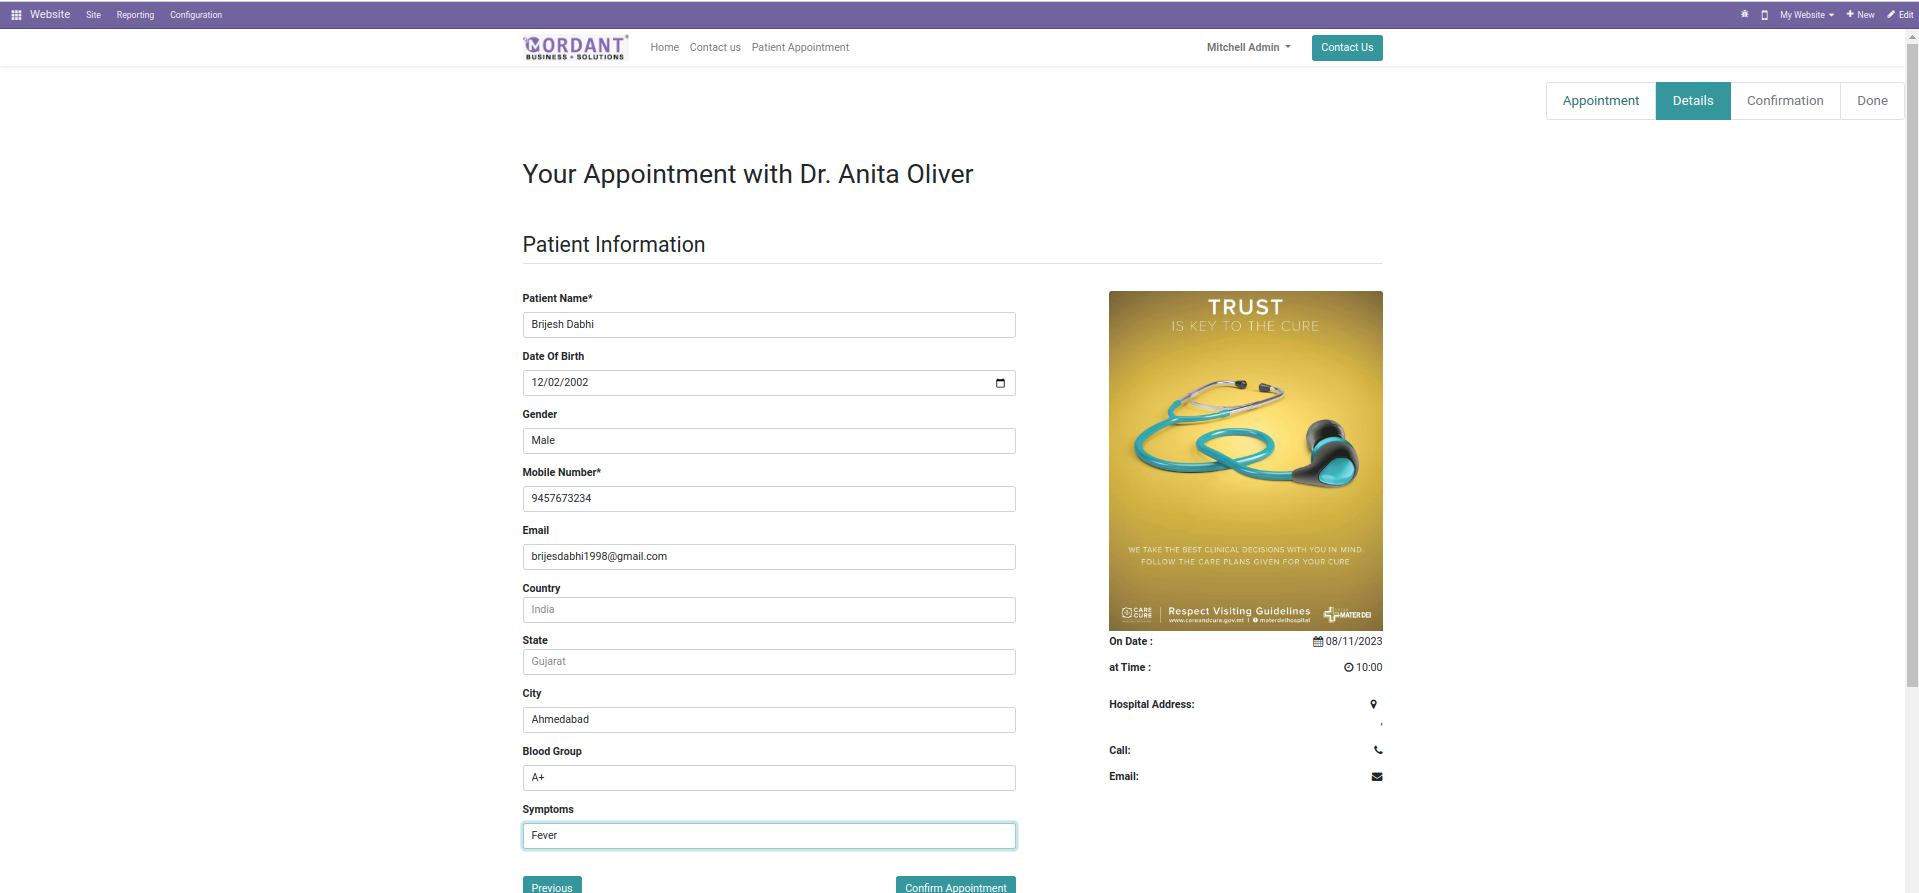 Website Site Reporting Configuration My Website + New Edit
CORDANT®
BUSINESS + SOLUTIONS
Home Contact us Patient Appointment Mitchell Admin Contact Us
Appointment Details Confirmation Done
Your Appointment with Dr. Anita Oliver
Patient Information
Patient Name*
Brijesh Dabhi
Date Of Birth
12/02/2002
Gender
Male
Mobile Number*
9457673234
Email
brijesdabhi1998@gmail.com
Country
India
State
Gujarat
City
Ahmedabad
Blood Group
A+
Symptoms
Fever
Previous Confirm Appointment
TRUST
IS KEY TO THE CURE
WE TAKE THE BEST CLINICAL DECISIONS WITH YOU IN MIND.
FOLLOW THE CARE PLANS GIVEN FOR YOUR CURE.
CARE
CURE
Respect Visiting Guidelines
www.careandcure.gov.mt | materdeihospital
MATER DEI
On Date : 08/11/2023
at Time : 10:00
Hospital Address:
,
Call:
Email: